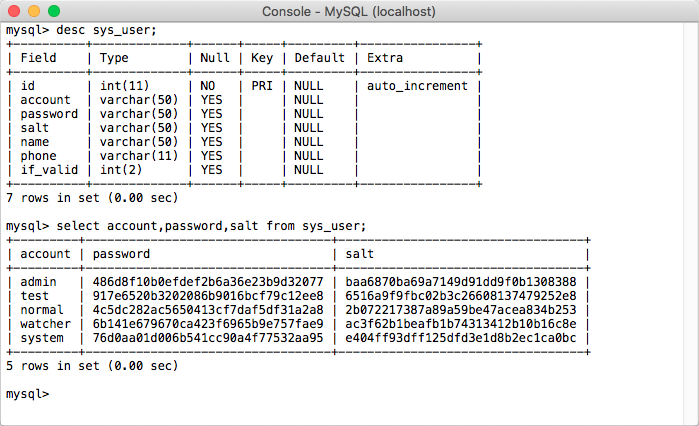 Console - MySQL (localhost)
mysql> desc sys_user;
+----------+-------------+------+-----+---------+----------------+
| Field    | Type        | Null | Key | Default | Extra          |
+----------+-------------+------+-----+---------+----------------+
| id       | int(11)     | NO   | PRI | NULL    | auto_increment |
| account  | varchar(50) | YES  |     | NULL    |                |
| password | varchar(50) | YES  |     | NULL    |                |
| salt     | varchar(50) | YES  |     | NULL    |                |
| name     | varchar(50) | YES  |     | NULL    |                |
| phone    | varchar(11) | YES  |     | NULL    |                |
| if_valid | int(2)      | YES  |     | NULL    |                |
+----------+-------------+------+-----+---------+----------------+
7 rows in set (0.00 sec)
mysql> select account,password,salt from sys_user;
+---------+----------------------------------+----------------------------------+
| account | password                         | salt                             |
+---------+----------------------------------+----------------------------------+
| admin   | 486d8f10b0efdef2b6a36e23b9d32077 | baa6870ba69a7149d91dd9f0b1308388 |
| test    | 917e6520b3202086b9016bcf79c12ee8 | 6516a9f9fbc02b3c26608137479252e8 |
| normal  | 4c5dc282ac5650413cf7daf5df31a2a8 | 2b072217387a89a59be47acea834b253 |
| watcher | 6b141e679670ca423f6965b9e757fae9 | ac3f62b1beafb1b74313412b10b16c8e |
| system  | 76d0aa01d006b541cc90a4f77532aa95 | e404ff93dff125dfd3e1d8b2ec1ca0bc |
+---------+----------------------------------+----------------------------------+
5 rows in set (0.00 sec)
mysql>